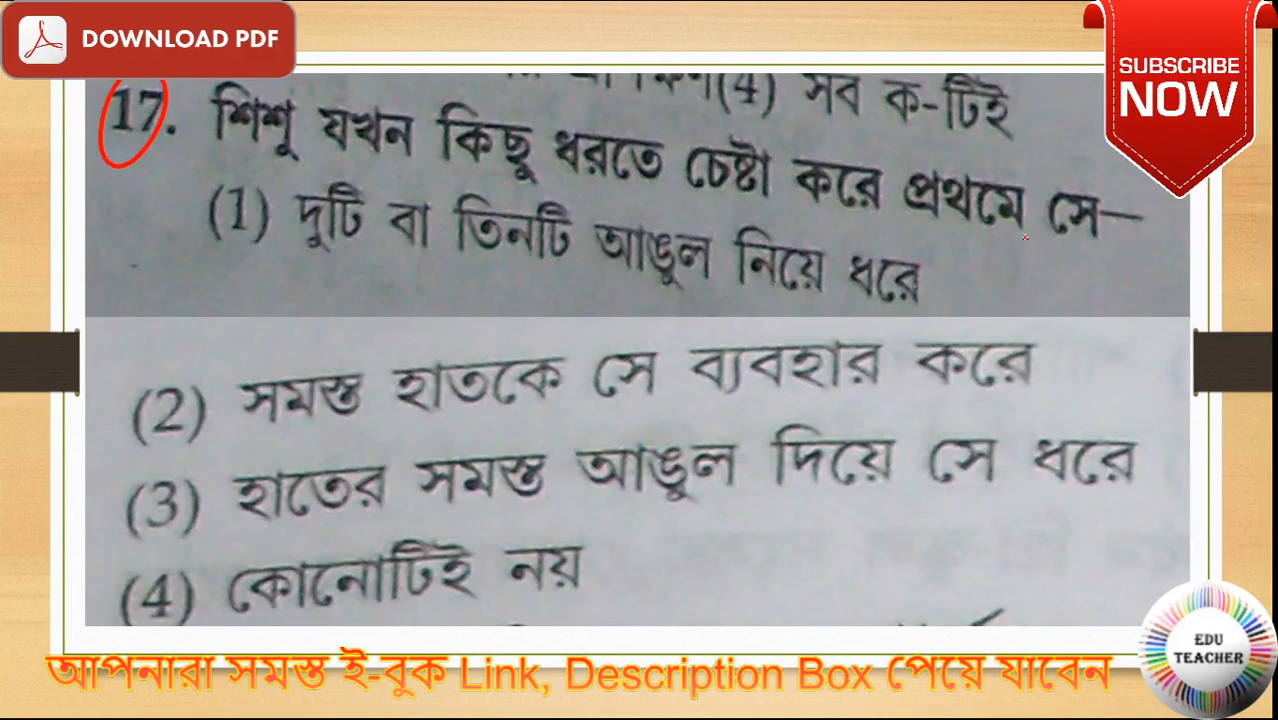 DOWNLOAD PDF
SUBSCRIBE
NOW
(4) সব ক-টিই
17. শিশু যখন কিছু ধরতে চেষ্টা করে প্রথমে সে—
(1) দুটি বা তিনটি আঙুল নিয়ে ধরে
(2) সমস্ত হাতকে সে ব্যবহার করে
(3) হাতের সমস্ত আঙুল দিয়ে সে ধরে
(4) কোনোটিই নয়
EDU
TEACHER
আপনারা সমস্ত ই-বুক Link, Description Box পেয়ে যাবেন